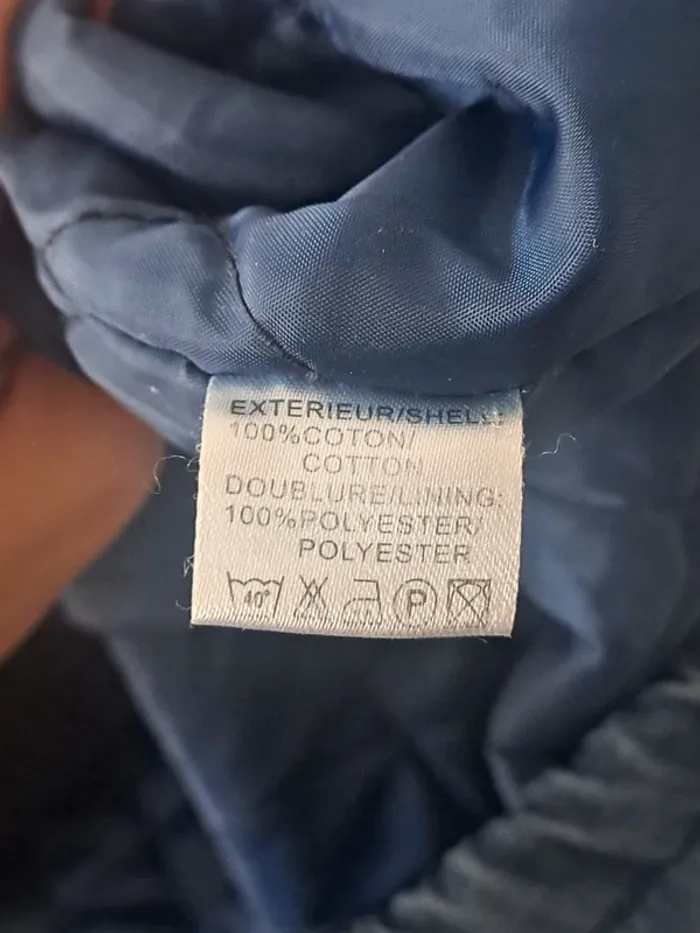 EXTERIEUR/SHELL:
100%COTON/
COTTON
DOUBLURE/LINING:
100%POLYESTER/
POLYESTER
40° P